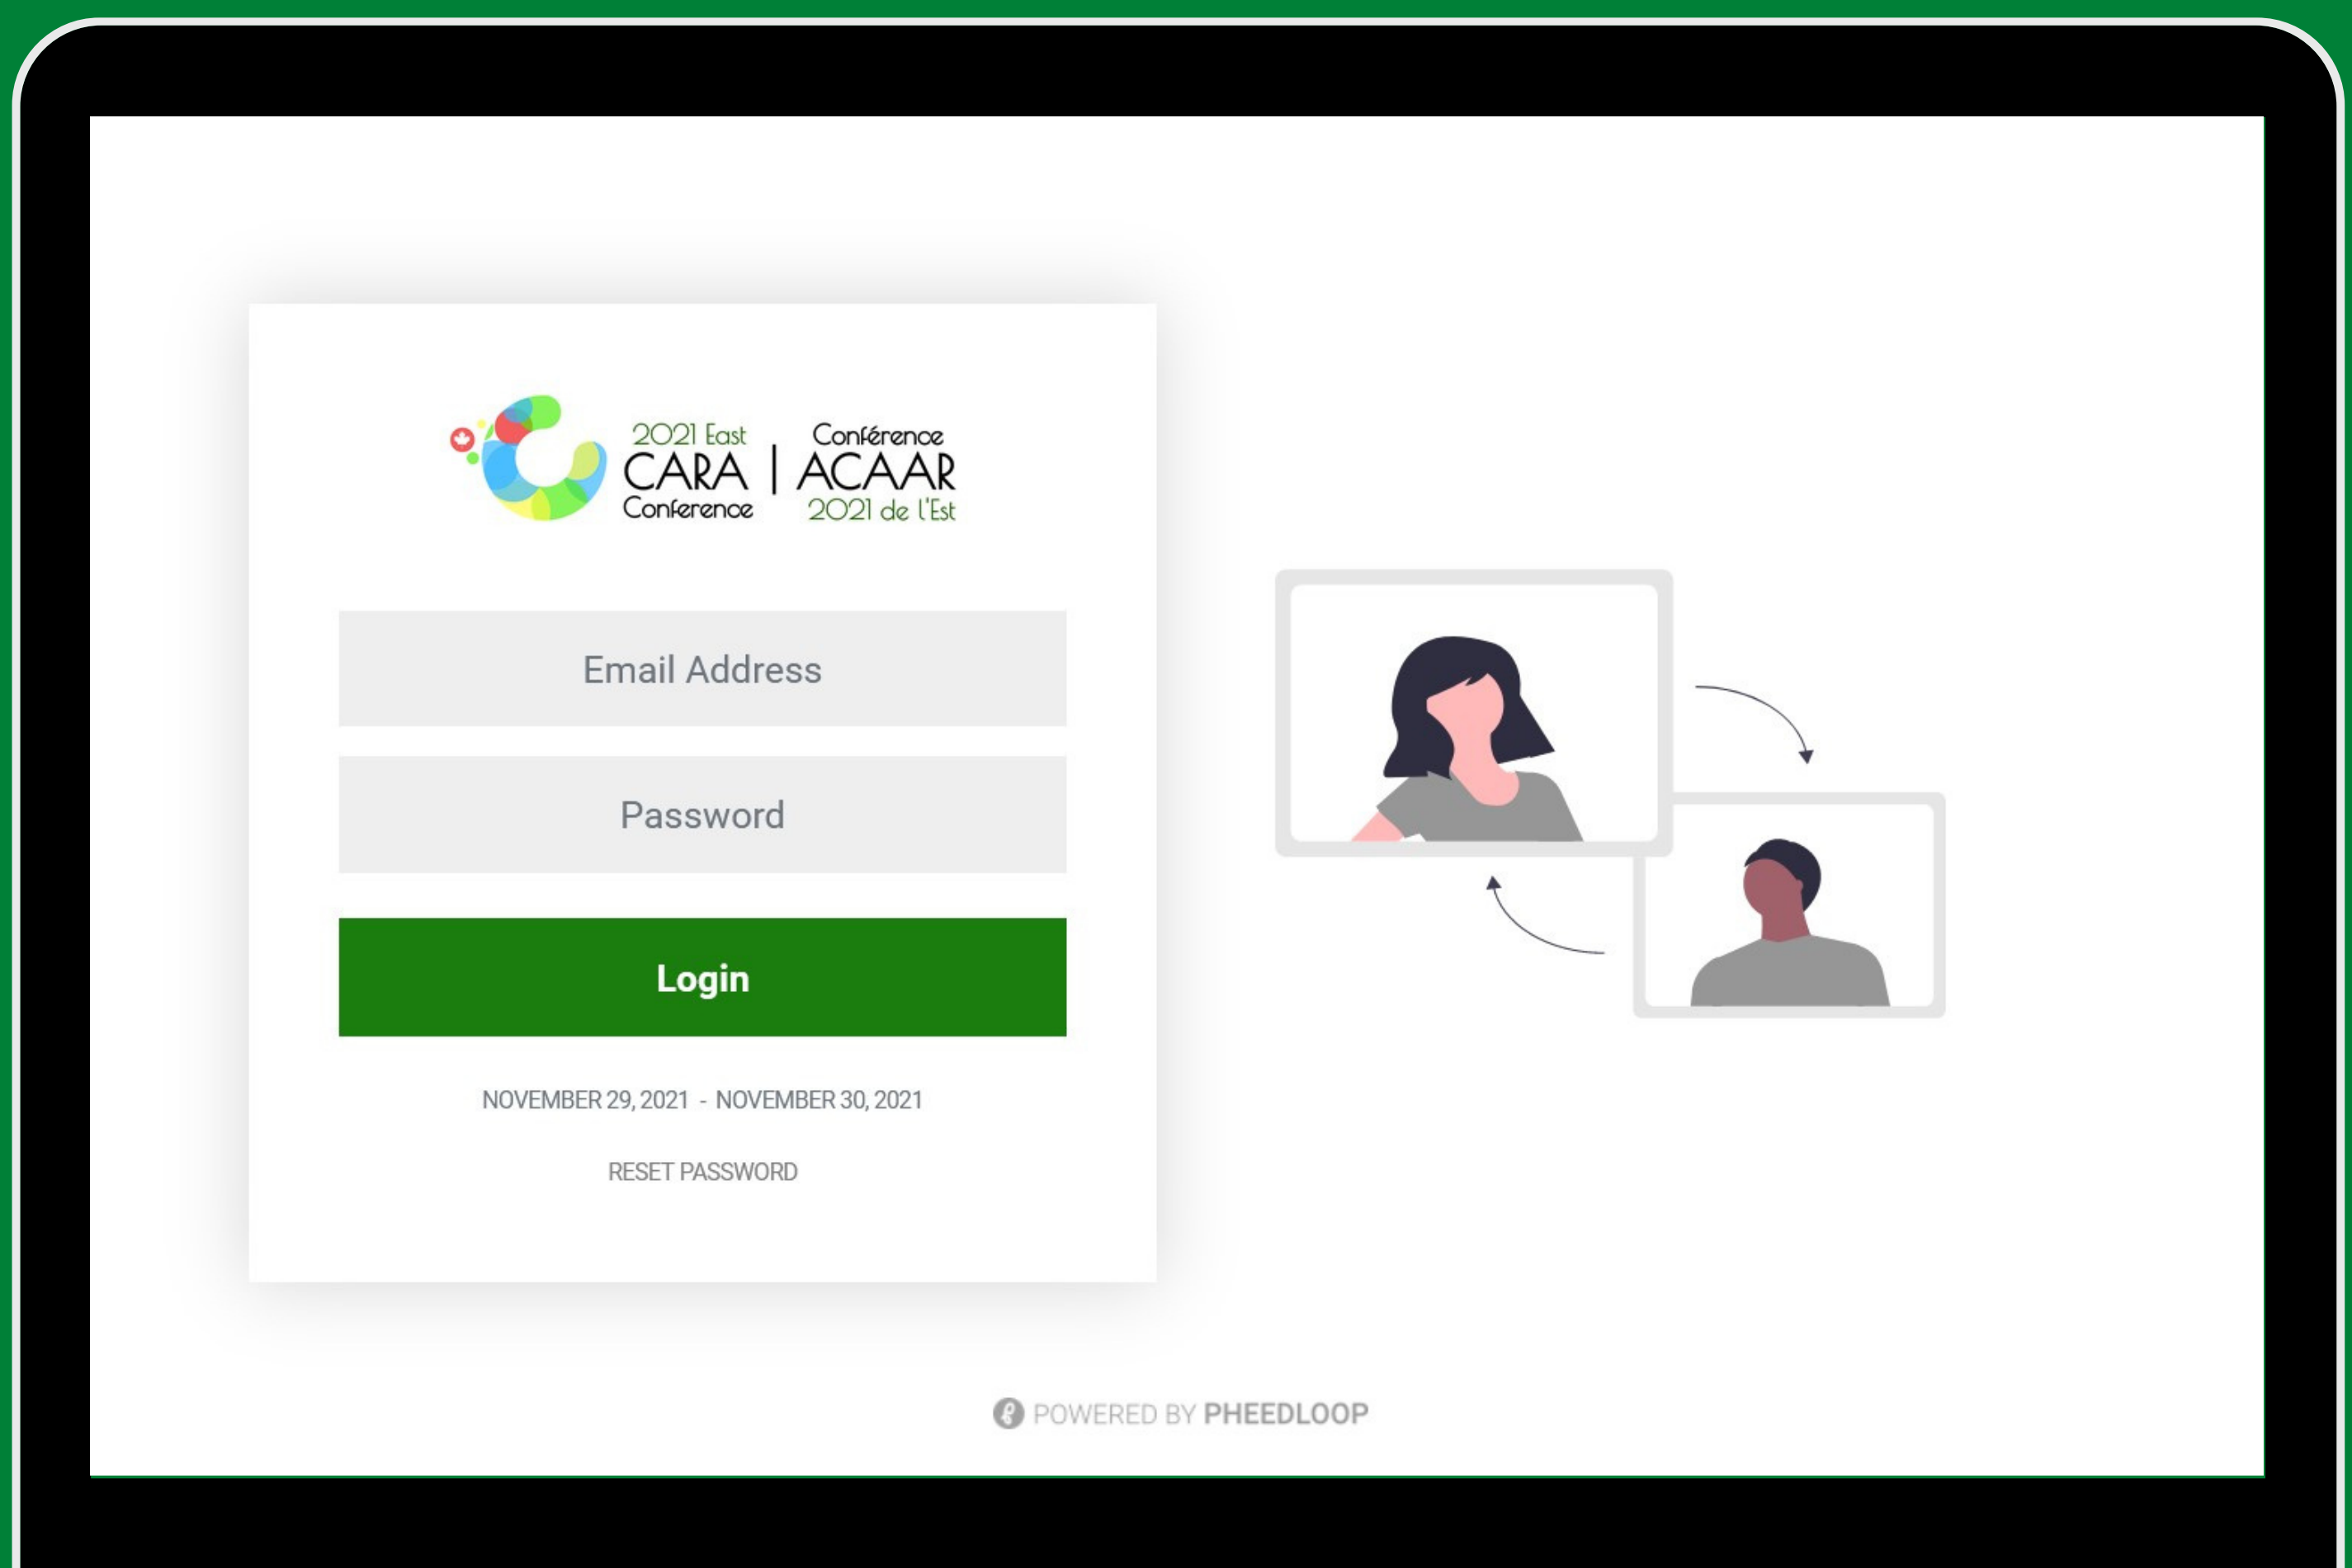 2021 East
CARA
Conference
Conférence
ACAAR
2021 de l'Est
Email Address
Password
Login
NOVEMBER 29, 2021 - NOVEMBER 30, 2021
RESET PASSWORD
POWERED BY PHEEDLOOP